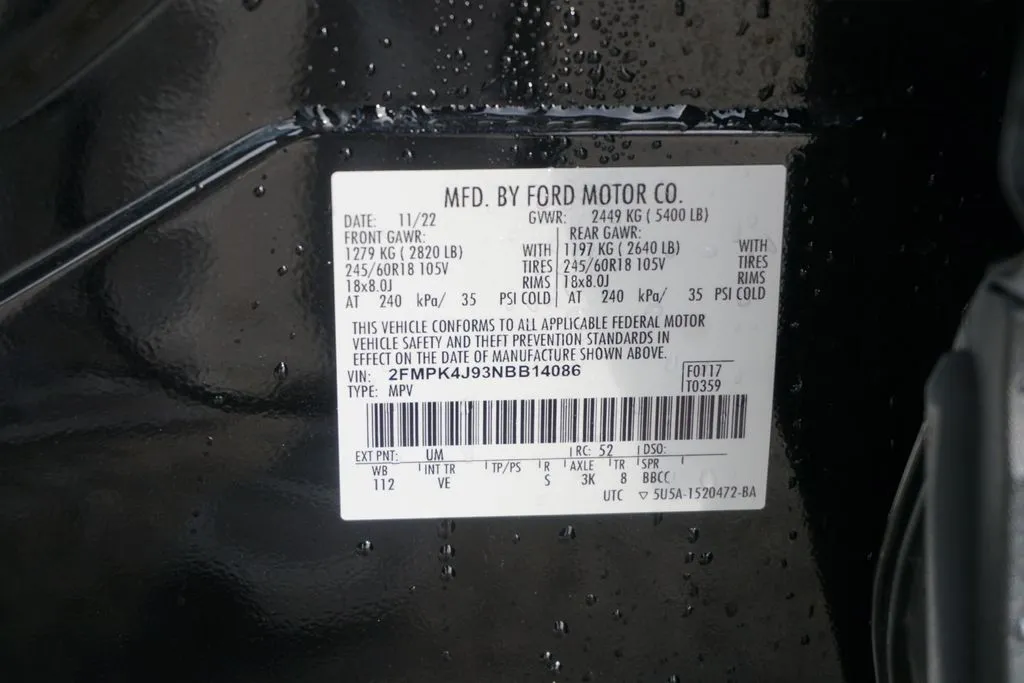 MFD. BY FORD MOTOR CO.
DATE: 11/22 GVWR: 2449 KG ( 5400 LB)
FRONT GAWR: REAR GAWR:
1279 KG ( 2820 LB) WITH 1197 KG ( 2640 LB) WITH
245/60R18 105V TIRES 245/60R18 105V TIRES
18x8.0J RIMS 18x8.0J RIMS
AT 240 kPa/ 35 PSI COLD AT 240 kPa/ 35 PSI COLD
THIS VEHICLE CONFORMS TO ALL APPLICABLE FEDERAL MOTOR
VEHICLE SAFETY AND THEFT PREVENTION STANDARDS IN
EFFECT ON THE DATE OF MANUFACTURE SHOWN ABOVE.
VIN: 2FMPK4J93NBB14086 F0117
TYPE: MPV T0359
EXT PNT: UM RC: 52 DSO:
WB INT TR TP/PS R AXLE TR SPR
112 VE S 3K 8 BBCC
UTC ▽ 5U5A-1520472-BA